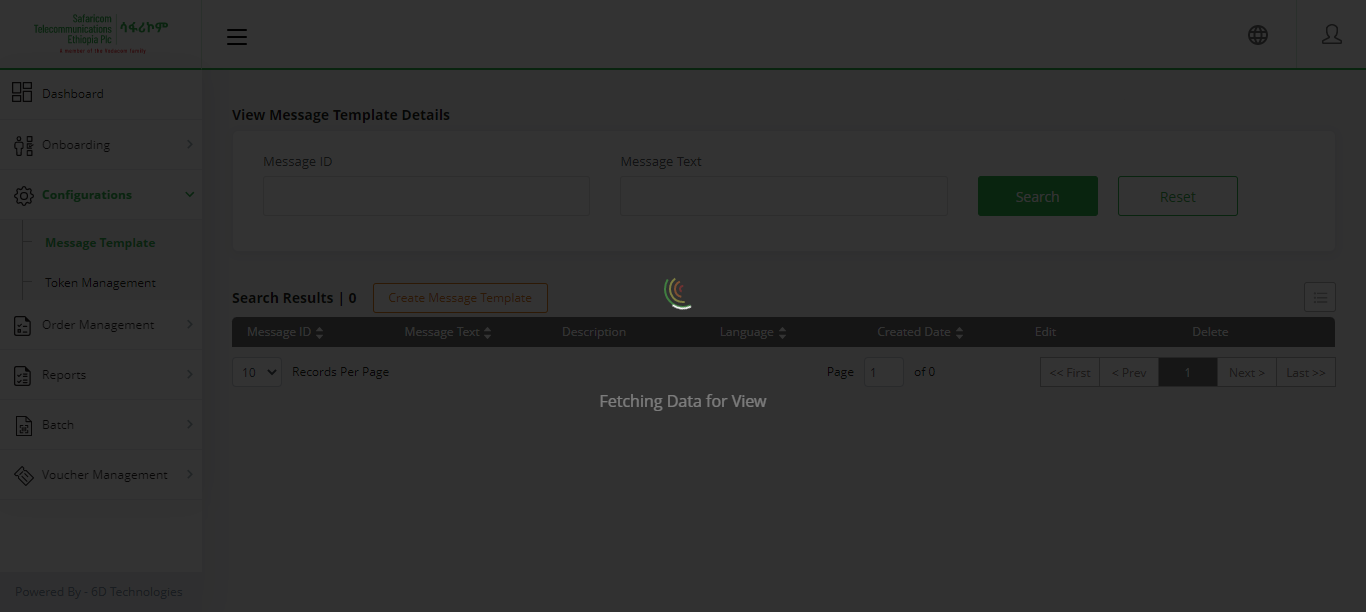 Safaricom
Telecommunications
Ethiopia Plc
ሳፋሪኮም
A member of the Vodacom family
Dashboard
Onboarding
Configurations
Message Template
Token Management
Order Management
Reports
Batch
Voucher Management
Powered By - 6D Technologies
View Message Template Details
Message ID
Message Text
Search
Reset
Search Results | 0
Create Message Template
Message ID
Message Text
Description
Language
Created Date
Edit
Delete
10
Records Per Page
Page
1
of 0
<< First
< Prev
1
Next >
Last >>
Fetching Data for View